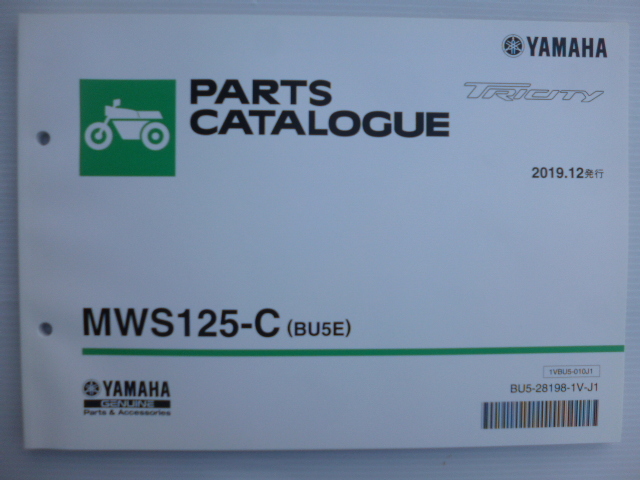 YAMAHA
PARTS
CATALOGUE
TRICITY
2019.12発行
MWS125-C (BU5E)
YAMAHA
GENUINE
Parts & Accessories
1VBU5-010J1
BU5-28198-1V-J1